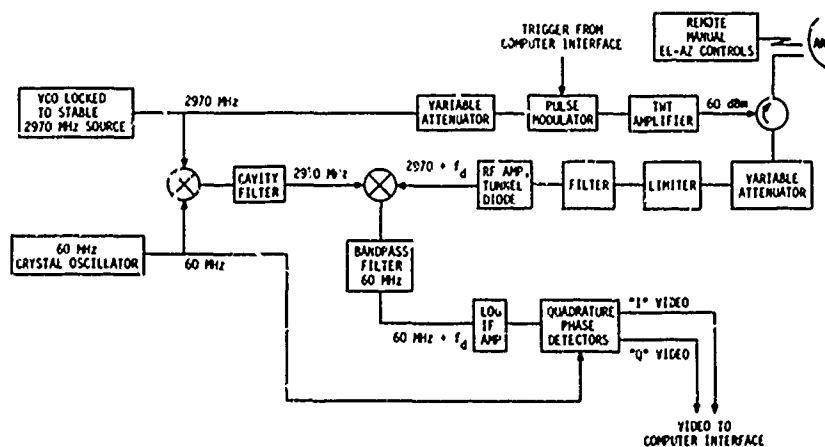 TRIGGER FROM
COMPUTER INTERFACE
REMOTE
MANUAL
EL-AZ CONTROLS
VCO LOCKED
TO STABLE
2970 MHz SOURCE
2970 MHz
VARIABLE
ATTENUATOR
PULSE
MODULATOR
TWT
AMPLIFIER
60 dBm
CAVITY
FILTER
MHz
2970 + fd
RF AMP,
TUNNEL
DIODE
FILTER
LIMITER
VARIABLE
ATTENUATOR
60 MHz
CRYSTAL OSCILLATOR
60 MHz
BANDPASS
FILTER
60 MHz
60 MHz + fd
LOG
IF
AMP
QUADRATURE
PHASE
DETECTORS
"I" VIDEO
"Q" VIDEO
VIDEO TO
COMPUTER INTERFACE